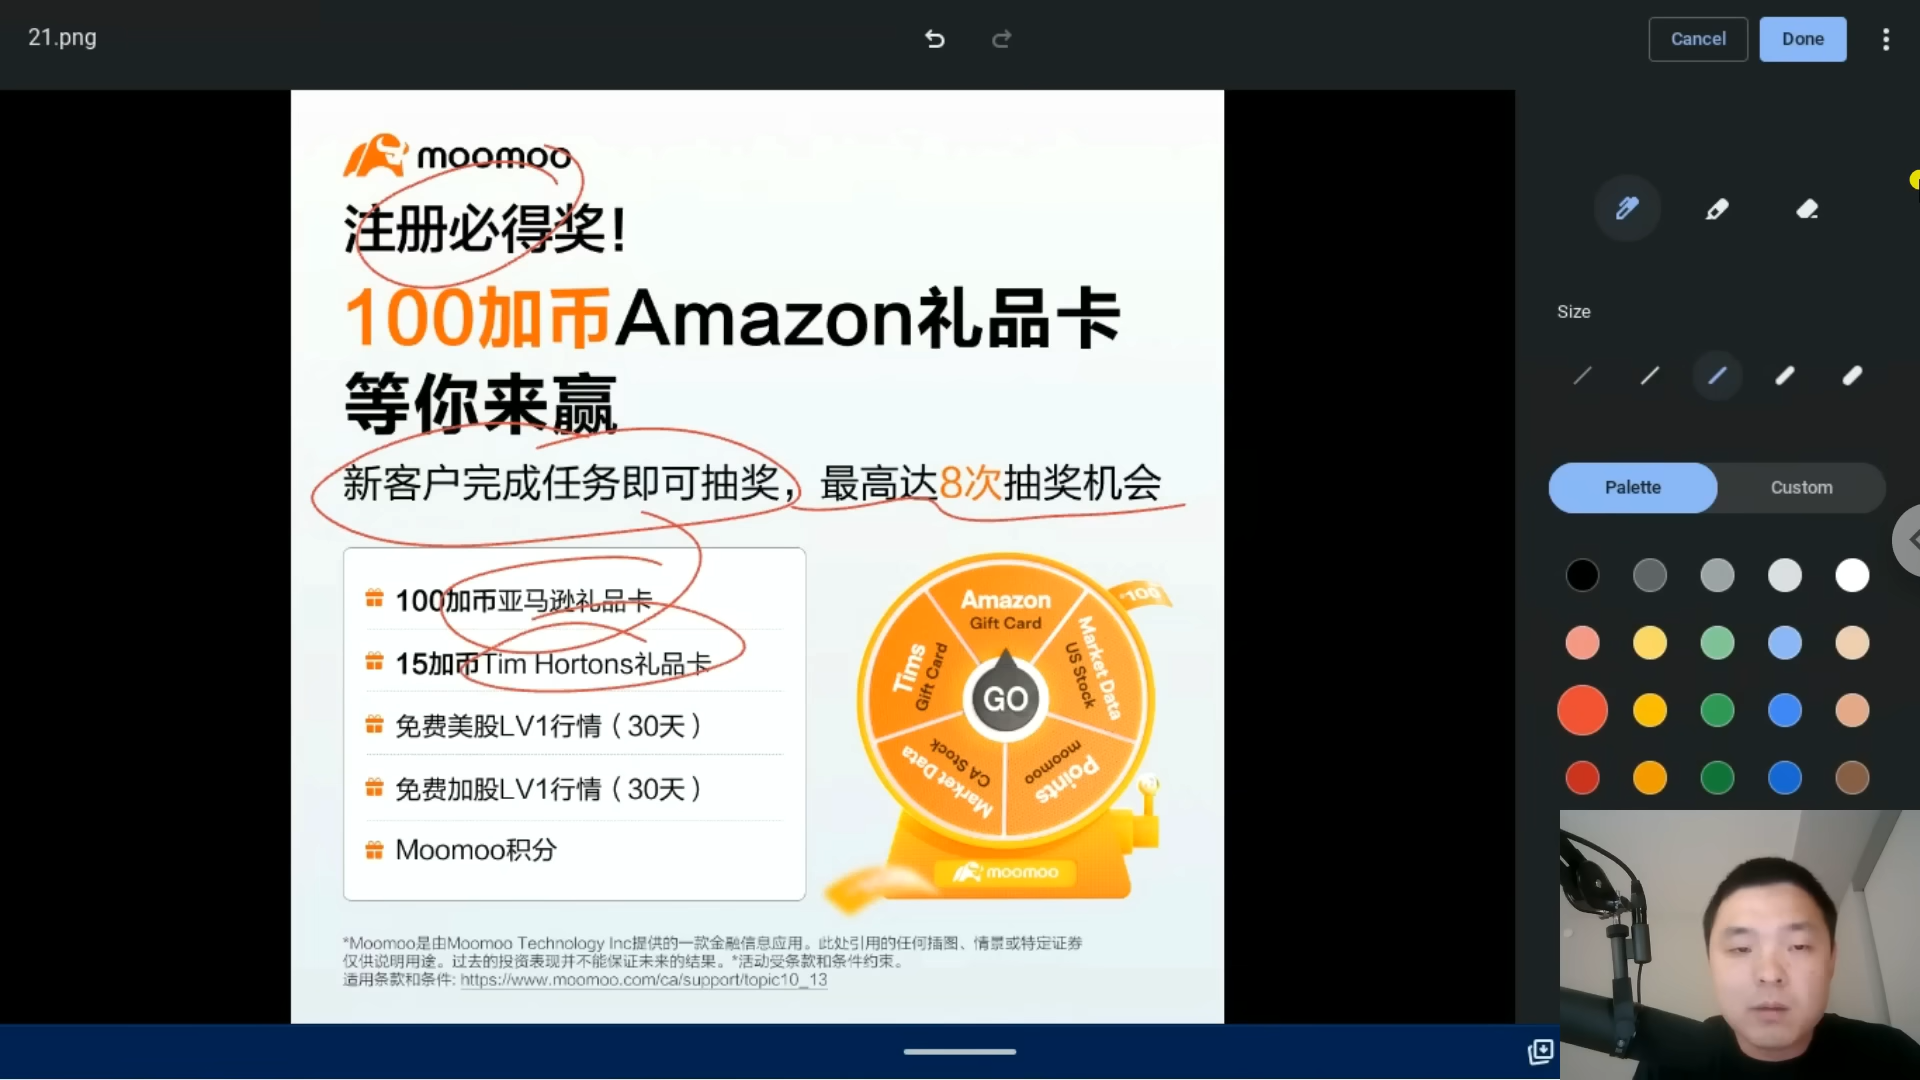 21.png
Cancel
Done
moomoo
注册必得奖!
100加币Amazon礼品卡
等你来赢
新客户完成任务即可抽奖，最高达8次抽奖机会
100加币亚马逊礼品卡
15加币Tim Hortons礼品卡
免费美股LV1行情（30天）
免费加股LV1行情（30天）
Moomoo积分
Amazon
Gift Card
$100
Market Data
US Stock
Points
moomoo
Market Data
CA Stock
Tims
Gift Card
GO
moomoo
*Moomoo是由Moomoo Technology Inc提供的一款金融信息应用。此处引用的任何插图、情景或特定证券
仅供说明用途。过去的投资表现并不能保证未来的结果。*活动受条款和条件约束。
适用条款和条件: https://www.moomoo.com/ca/support/topic10_13
Size
Palette
Custom